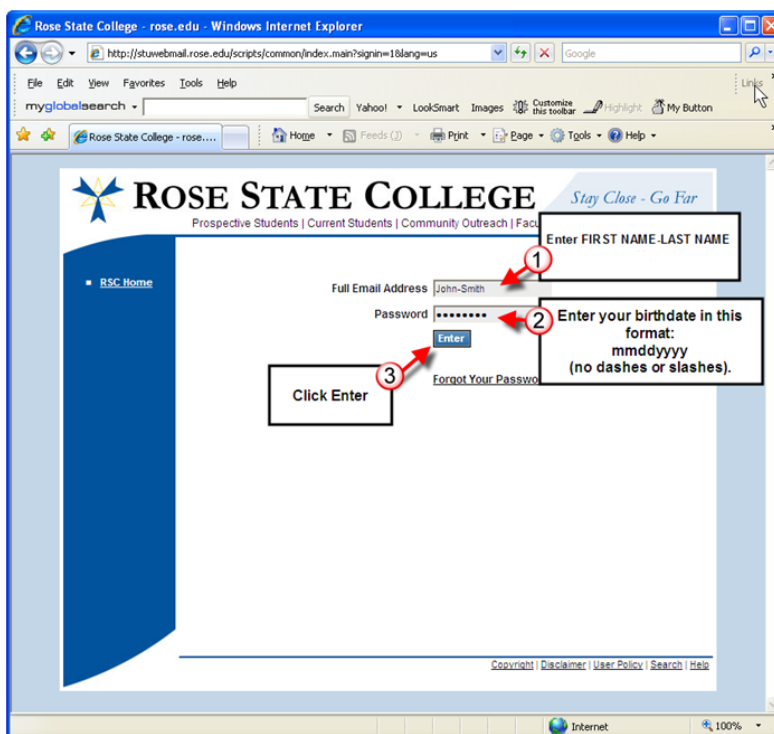 Rose State College - rose.edu - Windows Internet Explorer
http://stuwebmail.rose.edu/scripts/common/index.main?signin=1&lang=us
Google
File Edit View Favorites Tools Help
Links
myglobalsearch
Search Yahoo! LookSmart Images Customize this toolbar Highlight My Button
Rose State College - rose....
Home Feeds (J) Print Page Tools Help
ROSE STATE COLLEGE
Stay Close - Go Far
Prospective Students | Current Students | Community Outreach |
Enter FIRST NAME-LAST NAME
1
RSC Home
Full Email Address John-Smith
Password
2
Enter your birthdate in this
format:
mmddyyyy
(no dashes or slashes).
Enter
3
Click Enter
Forgot Your
Copyright | Disclaimer | User Policy | Search | Help
Internet
100%